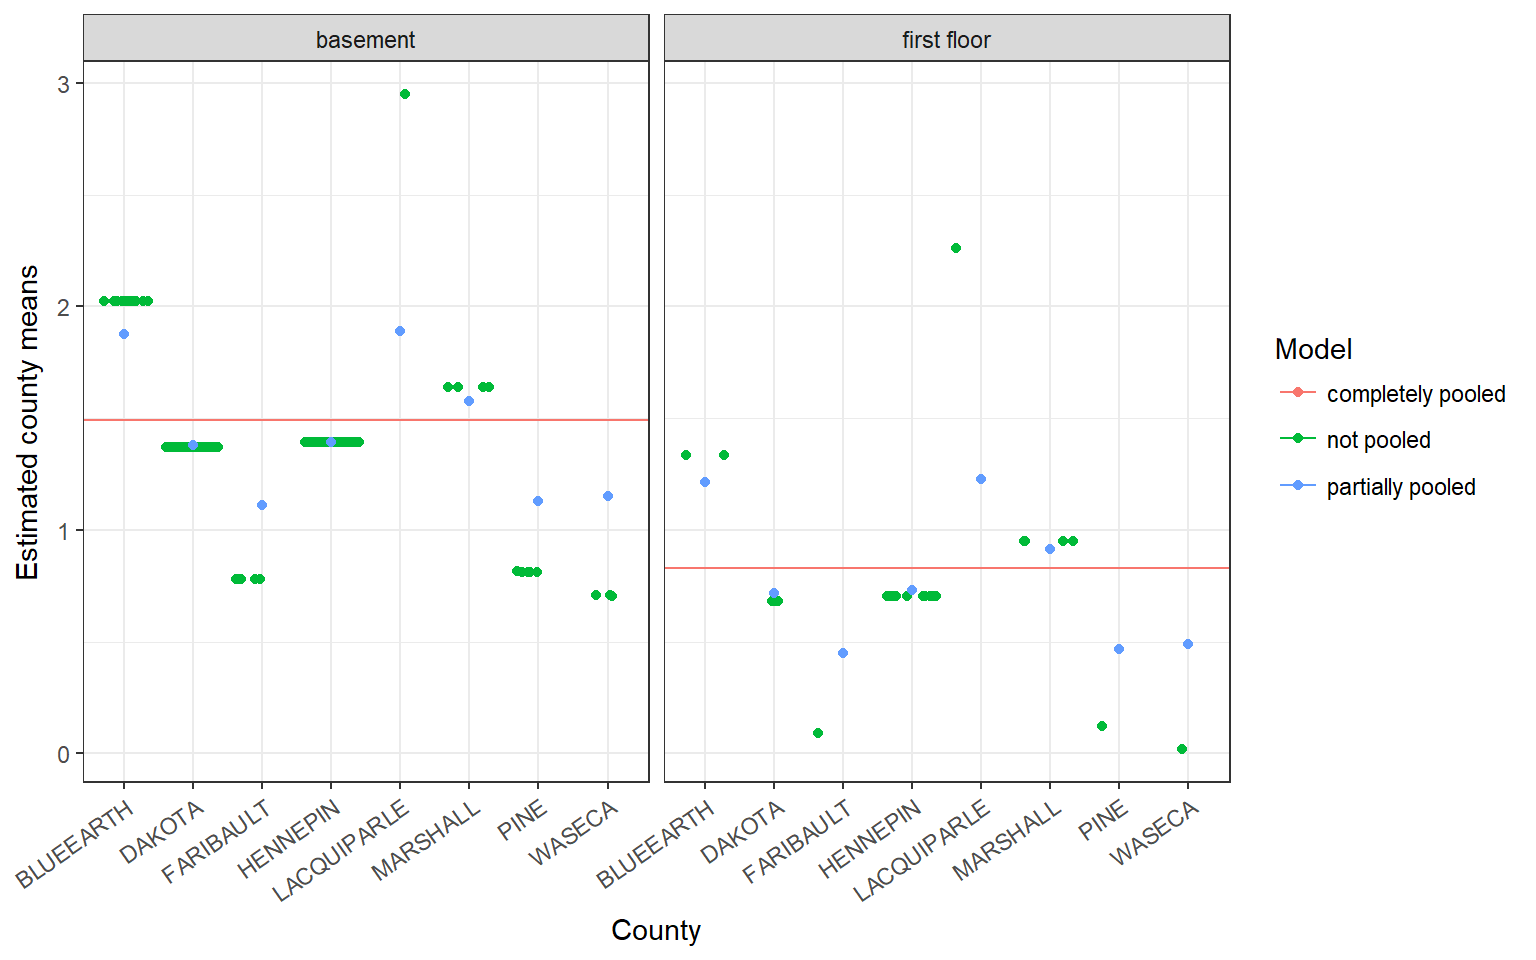 basement
first floor
Estimated county means
3
2
1
0
BLUEEARTH
DAKOTA
FARIBAULT
HENNEPIN
LACQUIPARLE
MARSHALL
PINE
WASECA
BLUEEARTH
DAKOTA
FARIBAULT
HENNEPIN
LACQUIPARLE
MARSHALL
PINE
WASECA
County
Model
completely pooled
not pooled
partially pooled